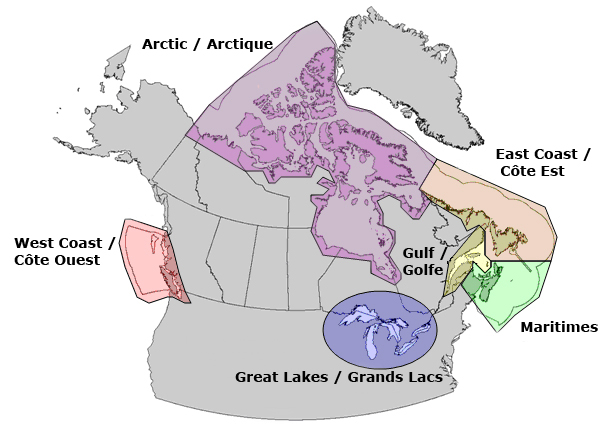 Arctic / Arctique
East Coast /
Côte Est
West Coast /
Côte Ouest
Gulf /
Golfe
Maritimes
Great Lakes / Grands Lacs